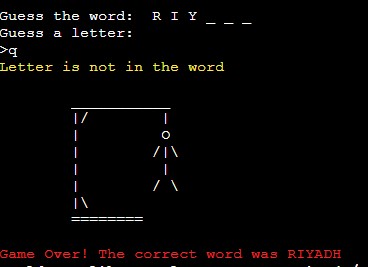 Guess the word:  R I Y _ _ _
Guess a letter:
>q
Letter is not in the word
Game Over! The correct word was RIYADH